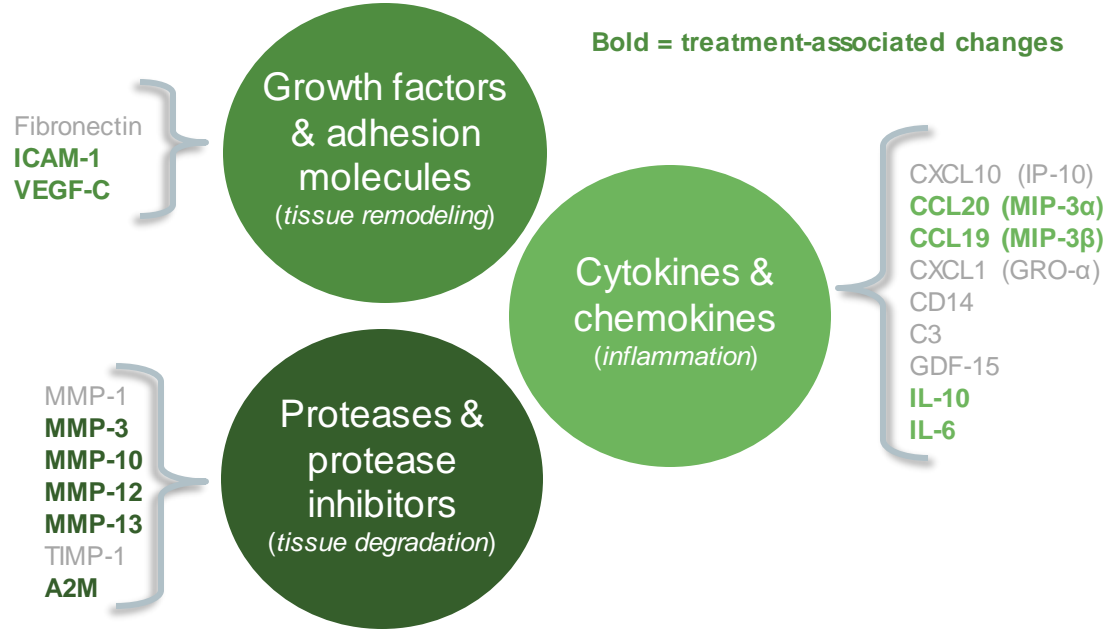 Bold = treatment-associated changes
Growth factors
& adhesion
molecules
(tissue remodeling)
Fibronectin
ICAM-1
VEGF-C
Cytokines &
chemokines
(inflammation)
CXCL10 (IP-10)
CCL20 (MIP-3α)
CCL19 (MIP-3β)
CXCL1 (GRO-α)
CD14
C3
GDF-15
IL-10
IL-6
Proteases &
protease
inhibitors
(tissue degradation)
MMP-1
MMP-3
MMP-10
MMP-12
MMP-13
TIMP-1
A2M